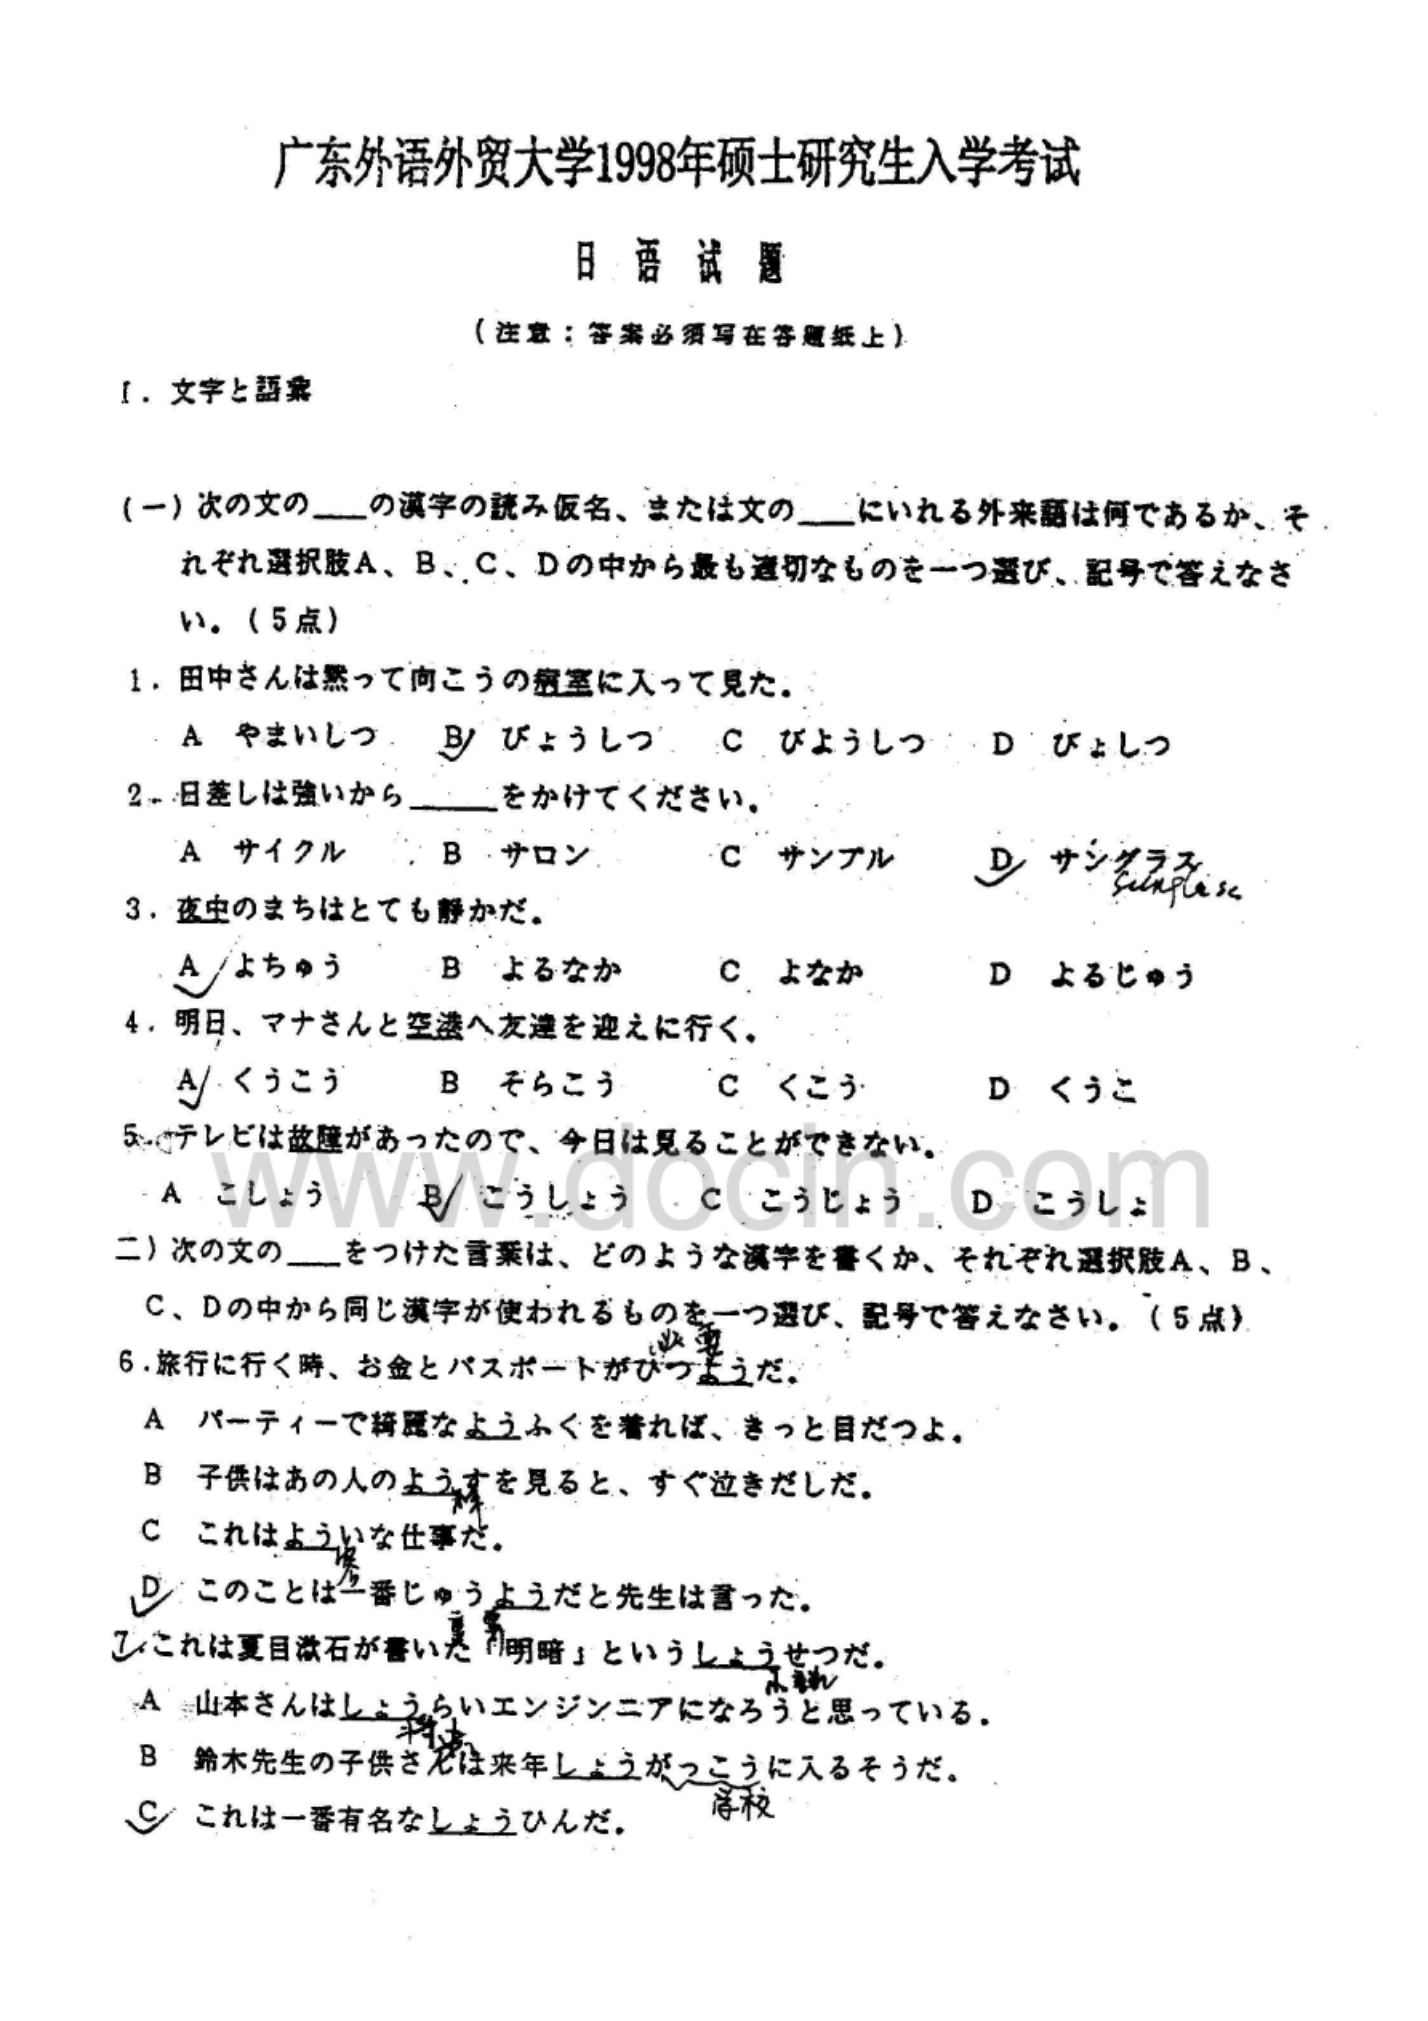 广东外语外贸大学1998年硕士研究生入学考试
日 语 试 题
(注意：答案必须写在答题纸上)
I．文字と語彙
(一)次の文の___の漢字の読み仮名、または文の___にいれる外来語は何であるか、そ
れぞれ選択肢A、B、C、Dの中から最も適切なものを一つ選び、記号で答えなさ
い。(5点)
1．田中さんは黙って向こうの病室に入って見た。
A やまいしつ B びょうしつ C びようしつ D びょしつ
2．日差しは強いから_____をかけてください。
A サイクル B サロン C サンプル D サングラス
3．夜中のまちはとても静かだ。
A よちゅう B よるなか C よなか D よるじゅう
4．明日、マナさんと空港へ友達を迎えに行く。
A くうこう B そらこう C くこう D くうこ
5．テレビは故障があったので、今日は見ることができない。
A こしょう B こうしょう C こうじょう D こうしょ
www.docin.com
二)次の文の___をつけた言葉は、どのような漢字を書くか、それぞれ選択肢A、B、
C、Dの中から同じ漢字が使われるものを一つ選び、記号で答えなさい。(5点)
必要
6．旅行に行く時、お金とパスポートがひつようだ。
A パーティーで綺麗なようふくを着れば、きっと目だつよ。
B 子供はあの人のようすを見ると、すぐ泣きだしだ。
様
C これはよういな仕事だ。
容
D このことは一番じゅうようだと先生は言った。
重要
7．これは夏目漱石が書いた「明暗」というしょうせつだ。
A 山本さんはしょうらいエンジンニアになろうと思っている。
B 鈴木先生の子供さんは来年しょうがっこうに入るそうだ。
学校
C これは一番有名なしょうひんだ。